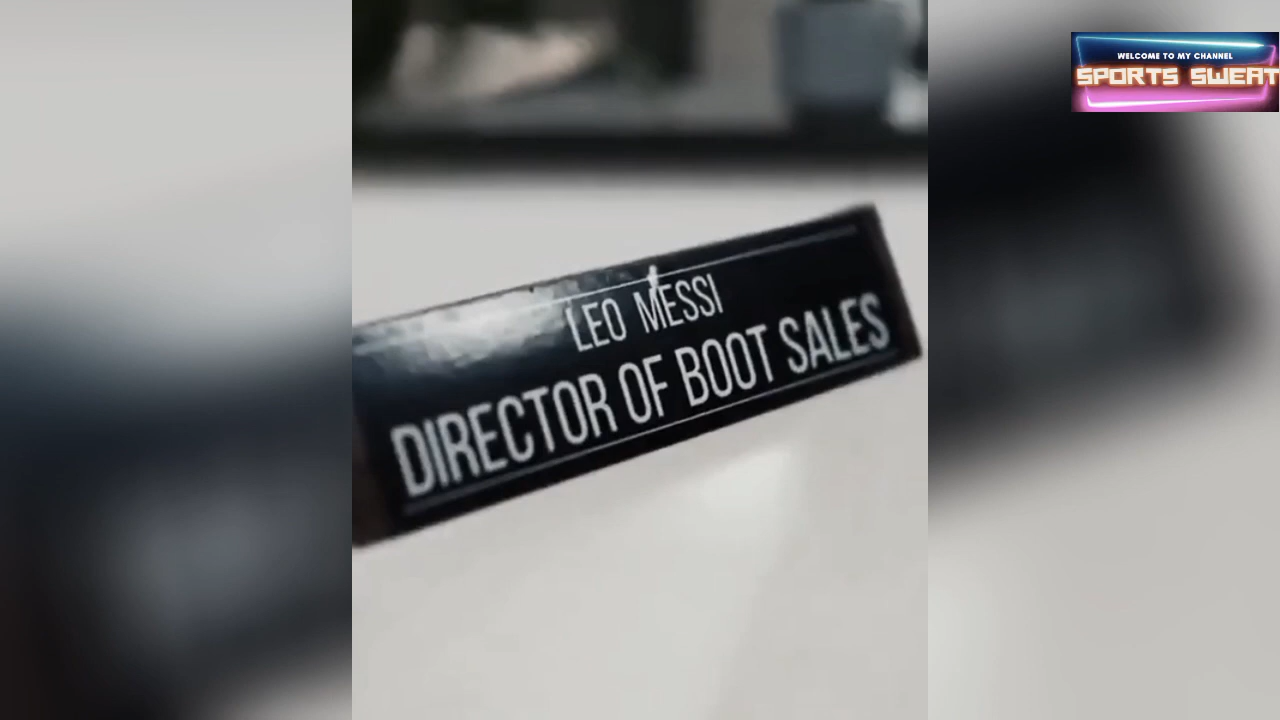 WELCOME TO MY CHANNEL
SPORTS SWEAT
LEO MESSI
DIRECTOR OF BOOT SALES